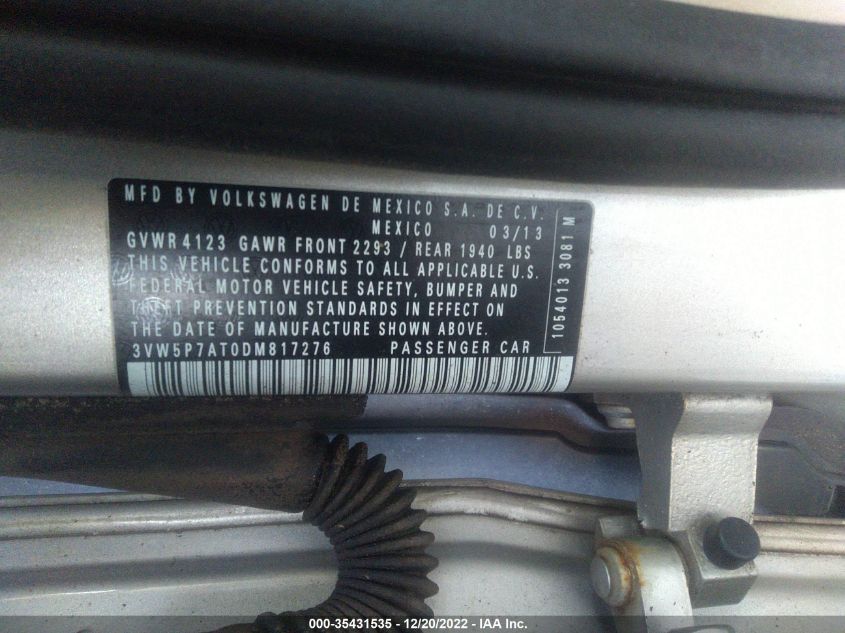 MFD BY VOLKSWAGEN DE MEXICO S.A. DE C.V.
MEXICO 03/13
GVWR 4123 GAWR FRONT 2293 / REAR 1940 LBS
THIS VEHICLE CONFORMS TO ALL APPLICABLE U.S.
FEDERAL MOTOR VEHICLE SAFETY, BUMPER AND
THEFT PREVENTION STANDARDS IN EFFECT ON
THE DATE OF MANUFACTURE SHOWN ABOVE.
3VW5P7AT0DM817276 PASSENGER CAR
1054013 3081 M
000-35431535 - 12/20/2022 - IAA Inc.